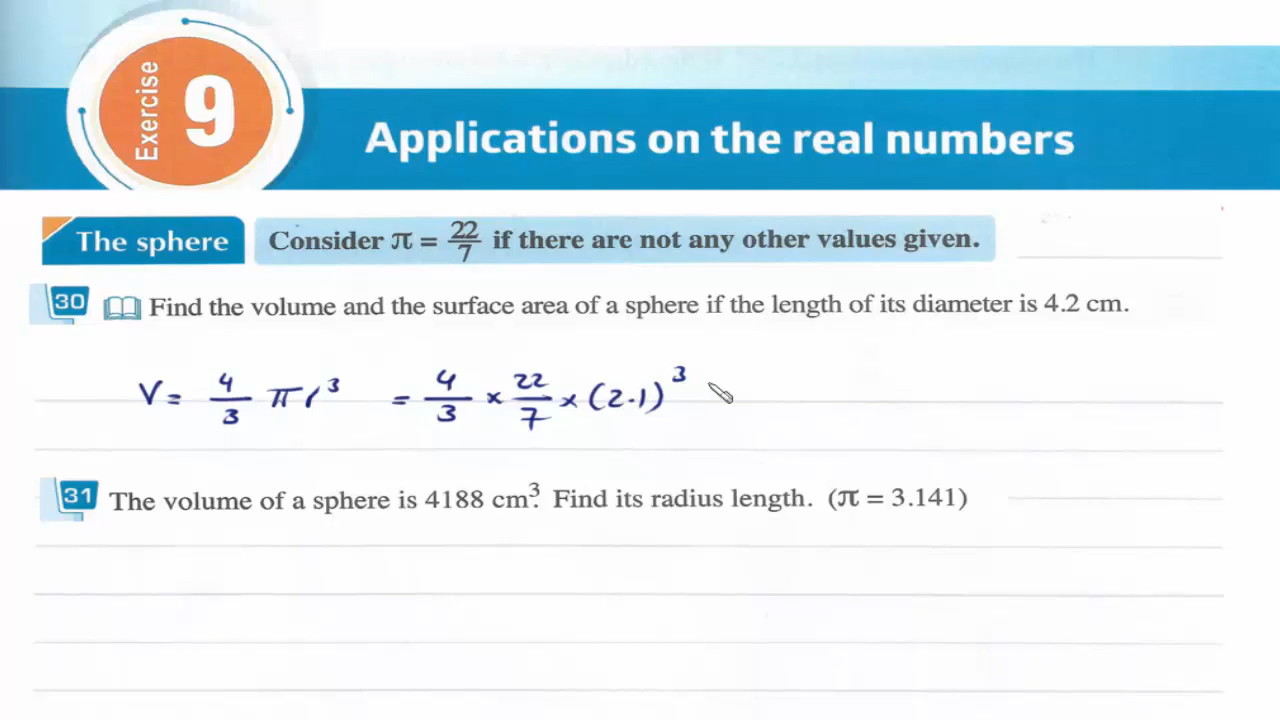 Exercise 9
Applications on the real numbers
The sphere
Consider π = 22/7 if there are not any other values given.
30 Find the volume and the surface area of a sphere if the length of its diameter is 4.2 cm.
V = 4/3 π r³ = 4/3 × 22/7 × (2.1)³
31 The volume of a sphere is 4188 cm³. Find its radius length. (π = 3.141)